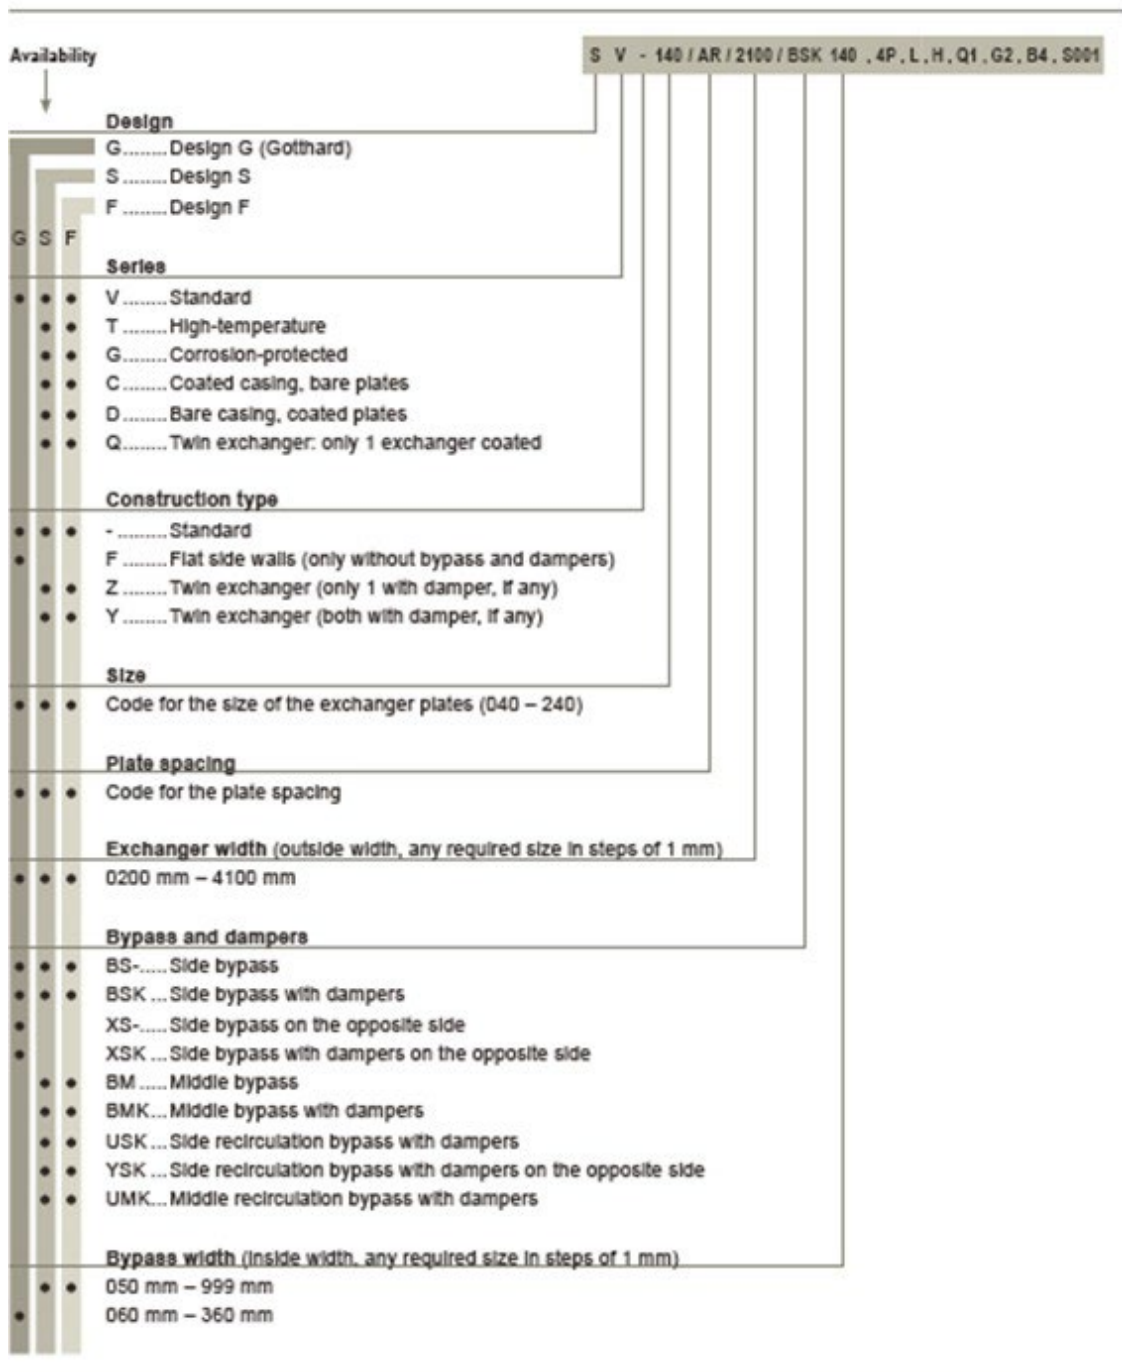 Availability
S V - 140 / AR / 2100 / BSK 140 , 4P , L , H , Q1 , G2 , B4 , S001
Design
G........Design G (Gotthard)
S ........Design S
F ........Design F
G S F
Series
• • • V ........Standard
• • T ........High-temperature
• • G........Corrosion-protected
• • C ........Coated casing, bare plates
• • D ........Bare casing, coated plates
• • Q........Twin exchanger: only 1 exchanger coated
Construction type
• • • - .........Standard
• F ........Flat side walls (only without bypass and dampers)
• • Z ........Twin exchanger (only 1 with damper, if any)
• • Y ........Twin exchanger (both with damper, if any)
Size
• • • Code for the size of the exchanger plates (040 – 240)
Plate spacing
• • • Code for the plate spacing
Exchanger width (outside width, any required size in steps of 1 mm)
• • • 0200 mm – 4100 mm
Bypass and dampers
• • • BS-..... Side bypass
• • • BSK ... Side bypass with dampers
• XS-..... Side bypass on the opposite side
• XSK ... Side bypass with dampers on the opposite side
• • BM ..... Middle bypass
• • BMK... Middle bypass with dampers
• • USK ... Side recirculation bypass with dampers
• • YSK ... Side recirculation bypass with dampers on the opposite side
• • UMK... Middle recirculation bypass with dampers
Bypass width (inside width, any required size in steps of 1 mm)
• • 050 mm – 999 mm
• 060 mm – 360 mm